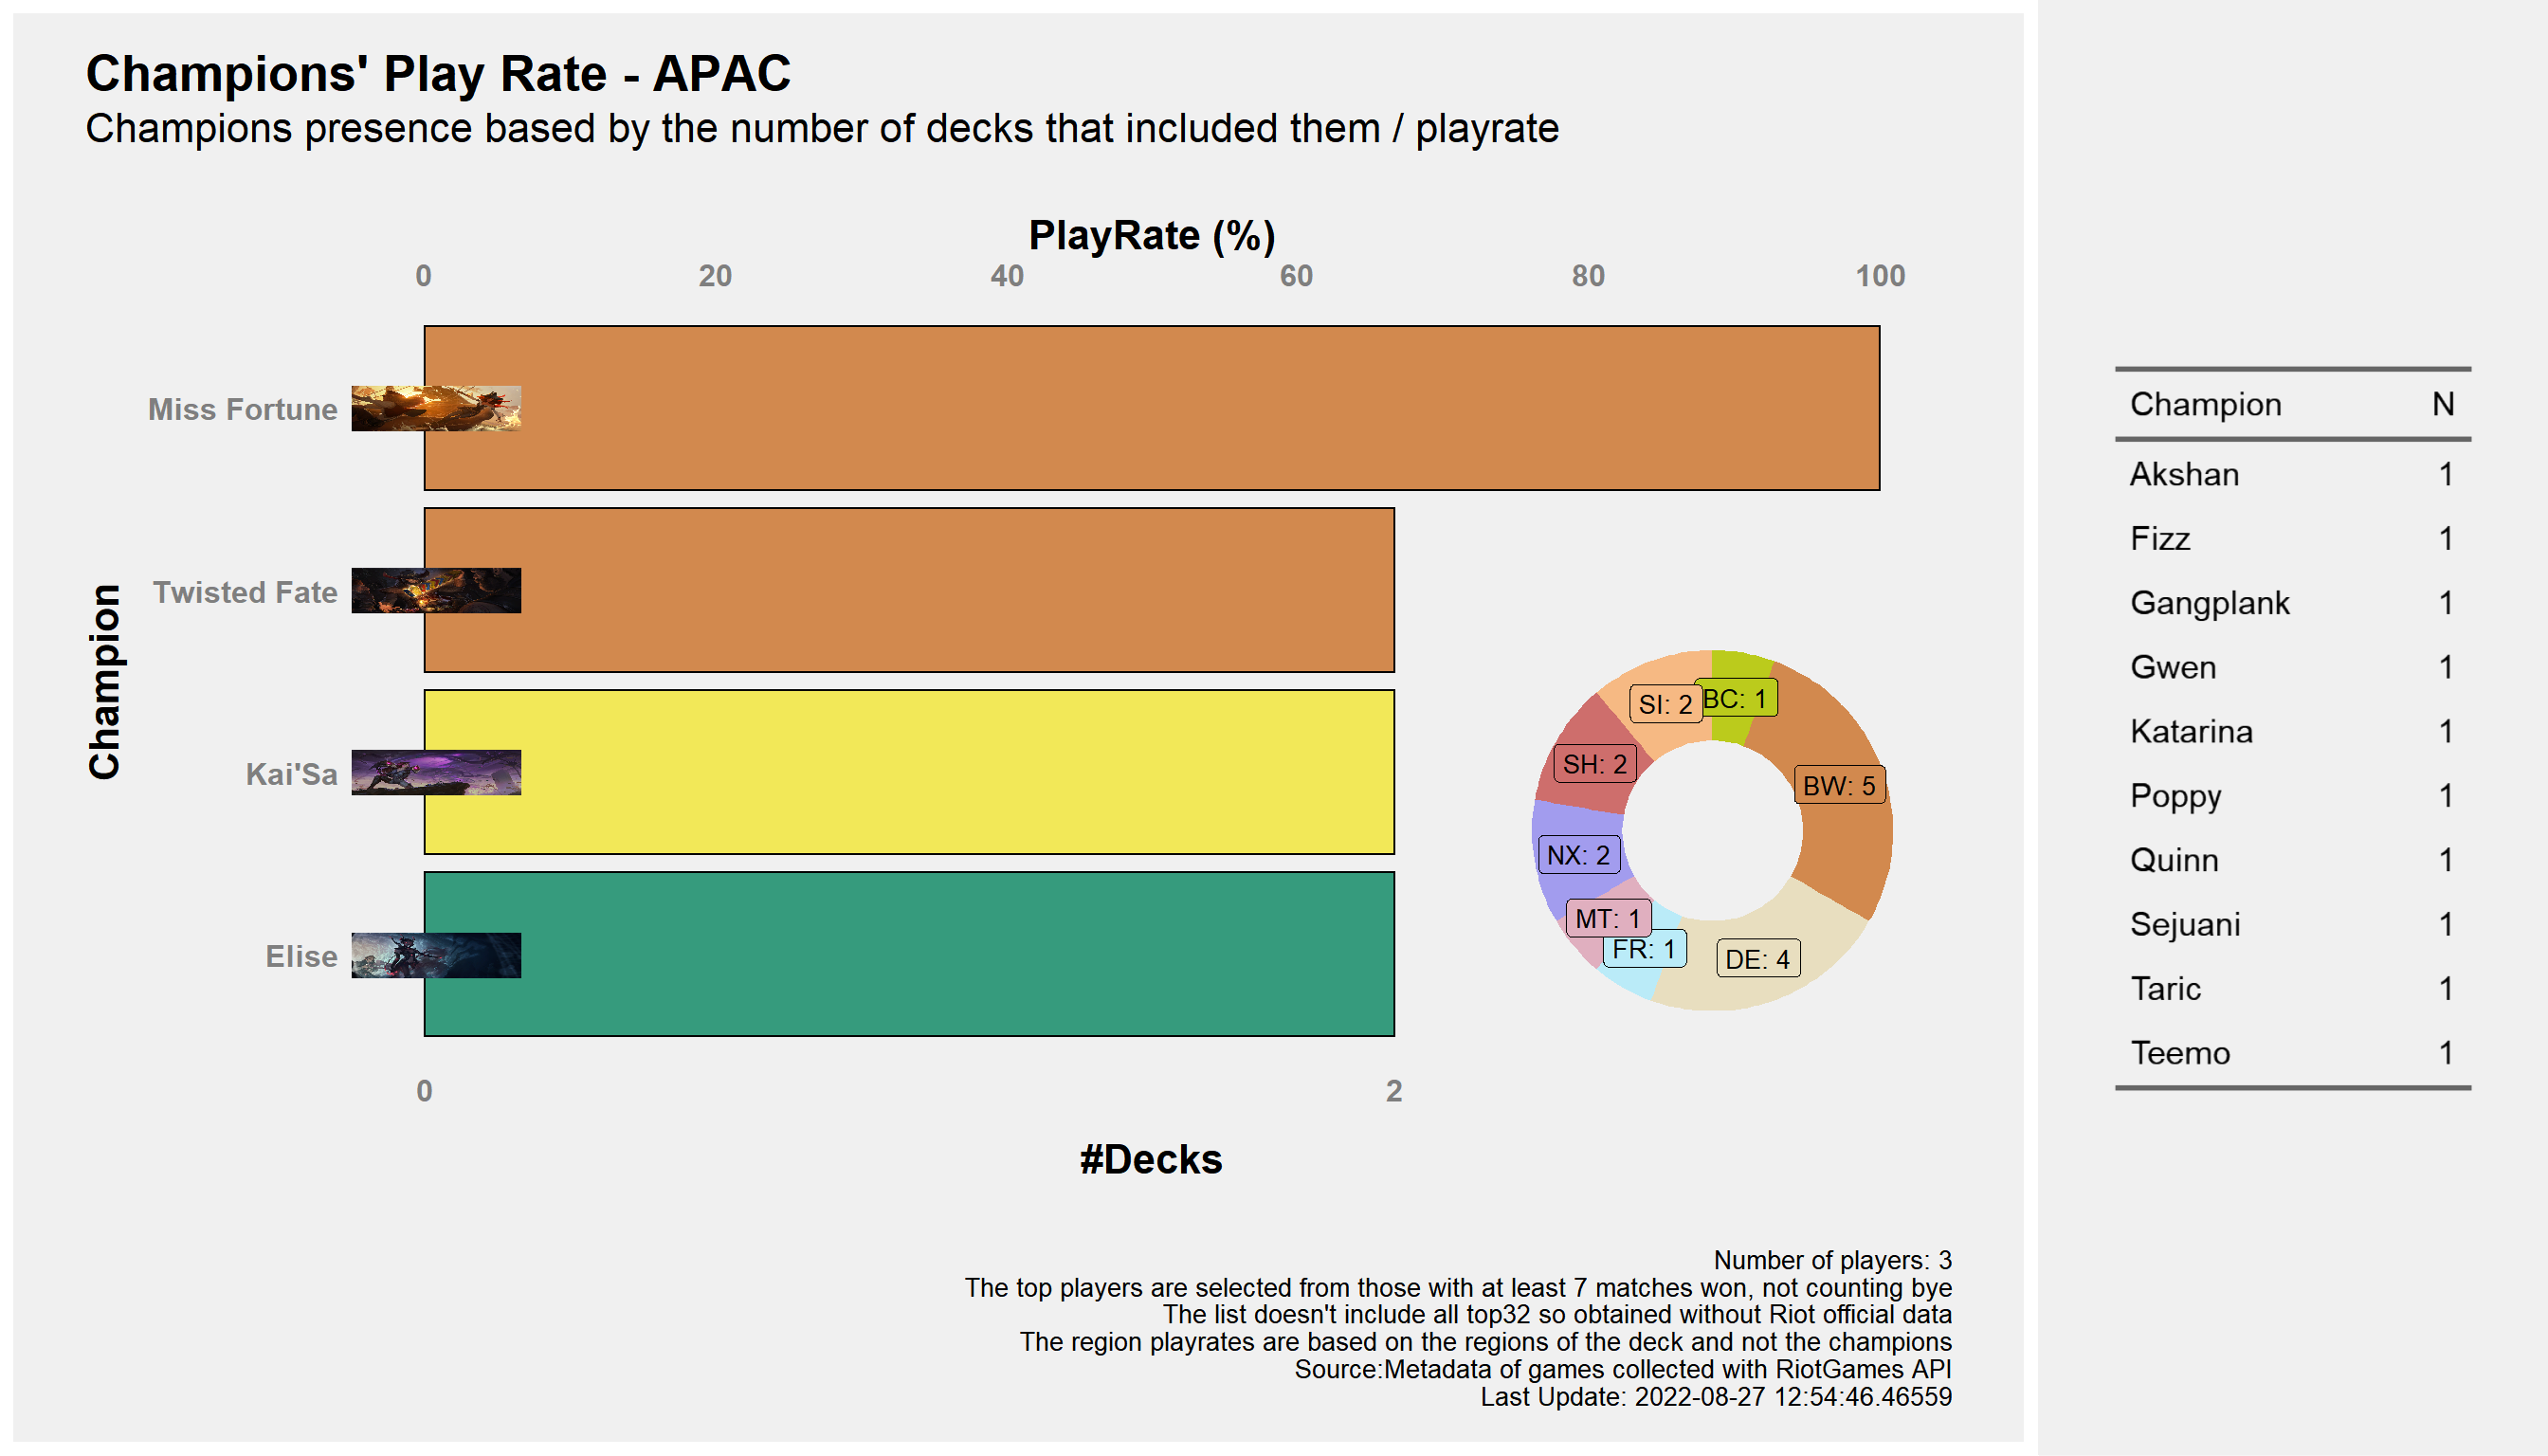 Champions' Play Rate - APAC
Champions presence based by the number of decks that included them / playrate
PlayRate (%)
0 20 40 60 80 100
Champion
Miss Fortune
Twisted Fate
Kai'Sa
Elise
0 2
#Decks
SI: 2
BC: 1
SH: 2
BW: 5
NX: 2
MT: 1
FR: 1
DE: 4
Number of players: 3
The top players are selected from those with at least 7 matches won, not counting bye
The list doesn't include all top32 so obtained without Riot official data
The region playrates are based on the regions of the deck and not the champions
Source:Metadata of games collected with RiotGames API
Last Update: 2022-08-27 12:54:46.46559
Champion N
Akshan 1
Fizz 1
Gangplank 1
Gwen 1
Katarina 1
Poppy 1
Quinn 1
Sejuani 1
Taric 1
Teemo 1